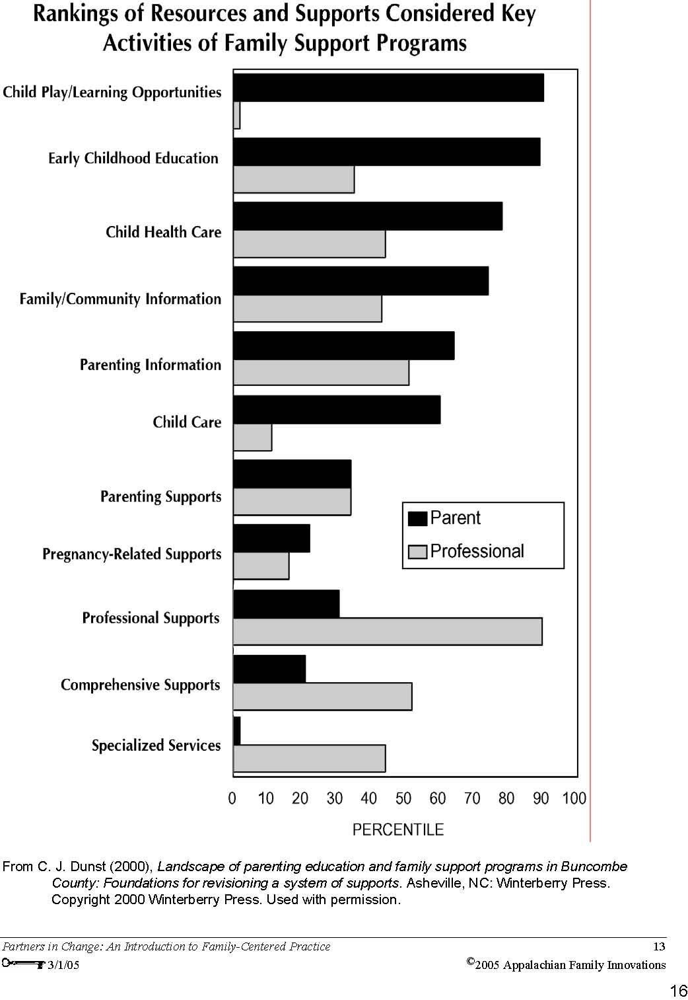 Rankings of Resources and Supports Considered Key
Activities of Family Support Programs
Child Play/Learning Opportunities
Early Childhood Education
Child Health Care
Family/Community Information
Parenting Information
Child Care
Parenting Supports
Parent
Pregnancy-Related Supports
Professional
Professional Supports
Comprehensive Supports
Specialized Services
0 10 20 30 40 50 60 70 80 90 100
PERCENTILE
From C. J. Dunst (2000), Landscape of parenting education and family support programs in Buncombe
County: Foundations for revisioning a system of supports. Asheville, NC: Winterberry Press.
Copyright 2000 Winterberry Press. Used with permission.
Partners in Change: An Introduction to Family-Centered Practice 13
3/1/05 ©2005 Appalachian Family Innovations
16